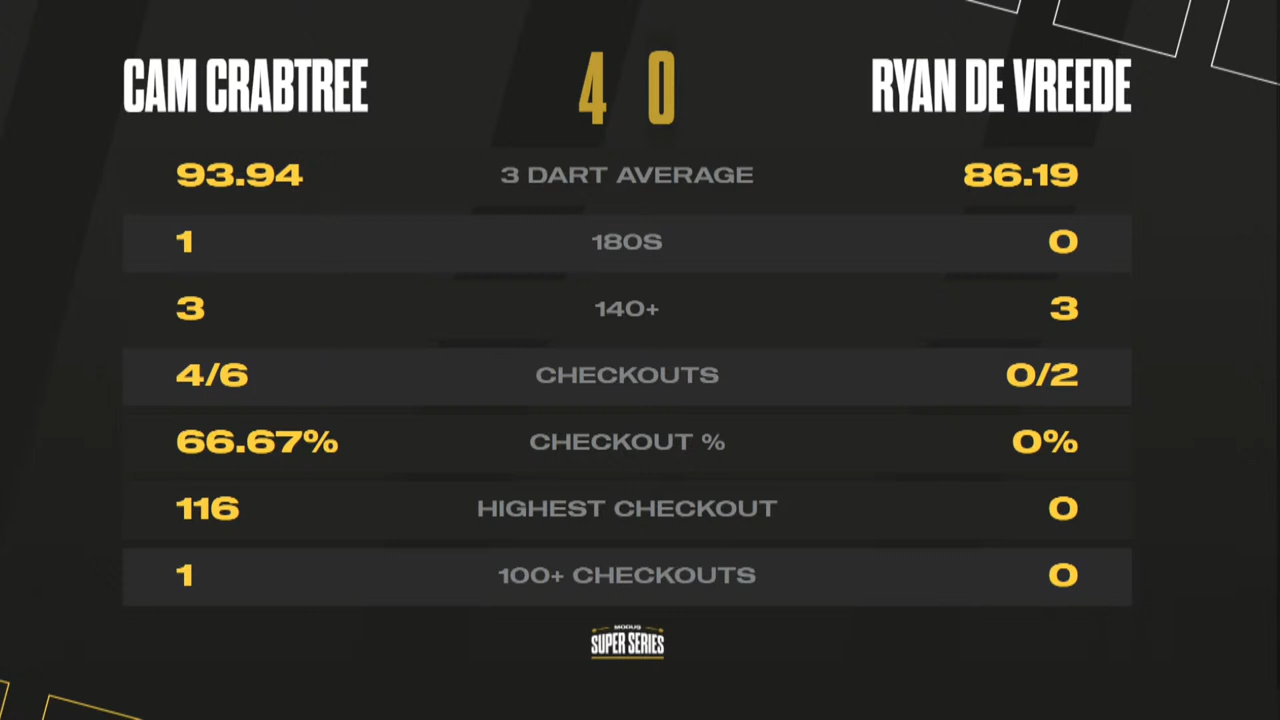 CAM CRABTREE 4 0 RYAN DE VREEDE
93.94 3 DART AVERAGE 86.19
1 180S 0
3 140+ 3
4/6 CHECKOUTS 0/2
66.67% CHECKOUT % 0%
116 HIGHEST CHECKOUT 0
1 100+ CHECKOUTS 0
MODUS
SUPER SERIES